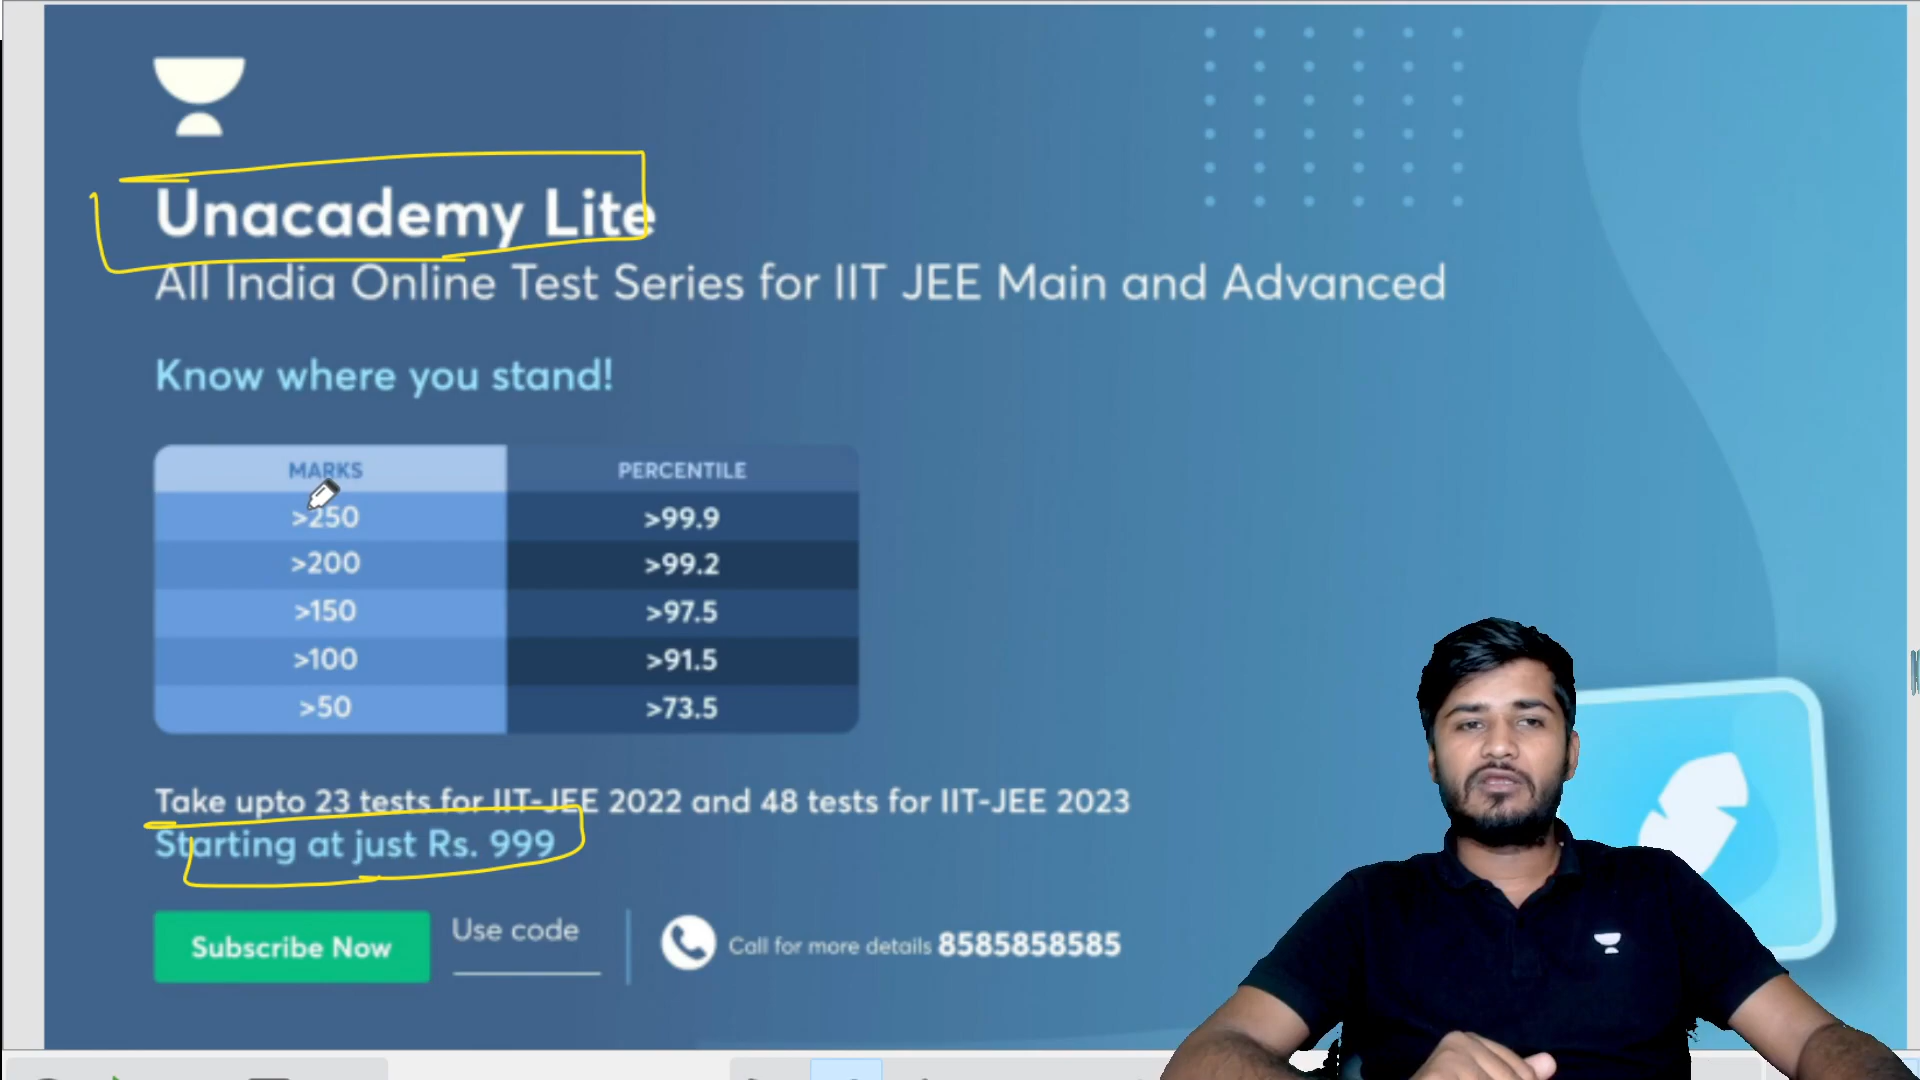 Unacademy Lite
All India Online Test Series for IIT JEE Main and Advanced
Know where you stand!
MARKS PERCENTILE
>250 >99.9
>200 >99.2
>150 >97.5
>100 >91.5
>50 >73.5
Take upto 23 tests for IIT-JEE 2022 and 48 tests for IIT-JEE 2023
Starting at just Rs. 999
Subscribe Now
Use code
Call for more details 8585858585